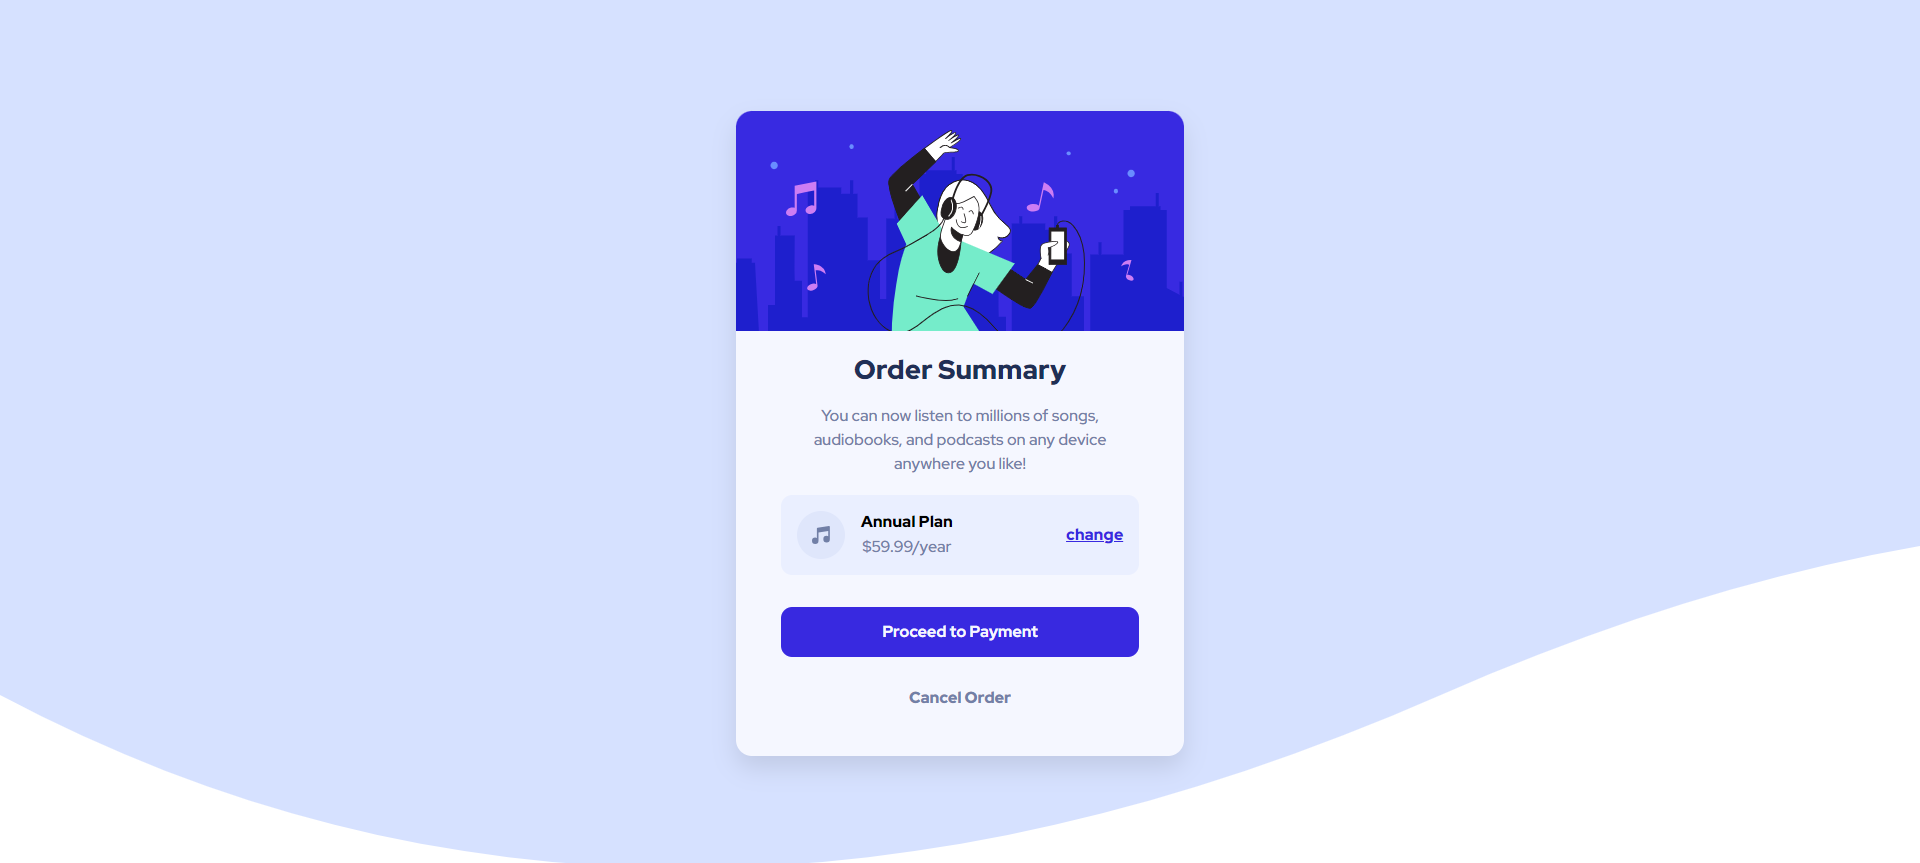 Order Summary
You can now listen to millions of songs,
audiobooks, and podcasts on any device
anywhere you like!
Annual Plan
$59.99/year
change
Proceed to Payment
Cancel Order